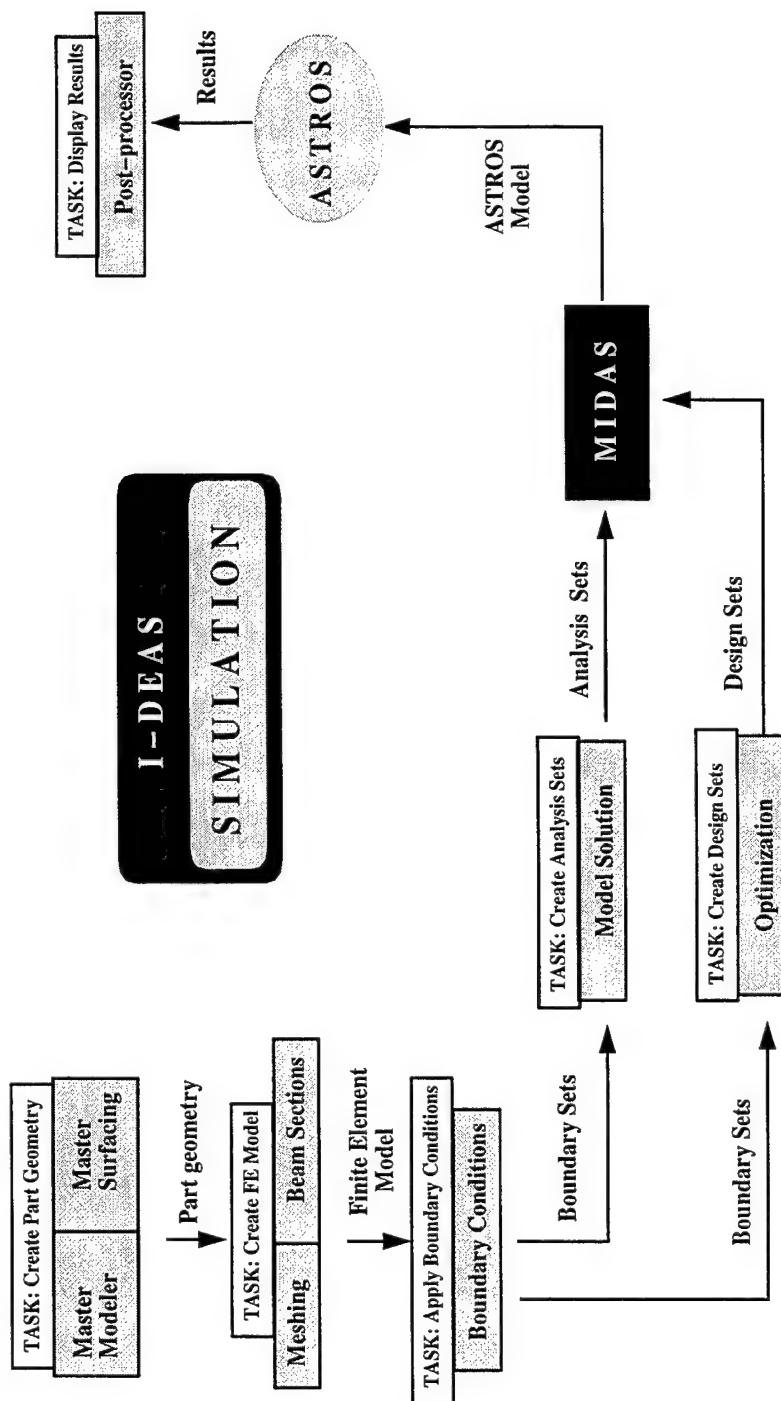 TASK: Create Part Geometry
Master
Modeler
Master
Surfacing
Part geometry
TASK: Create FE Model
Meshing
Beam Sections
Finite Element
Model
TASK: Apply Boundary Conditions
Boundary Conditions
Boundary Sets
Boundary Sets
I-DEAS
SIMULATION
TASK: Create Analysis Sets
Model Solution
TASK: Create Design Sets
Optimization
Analysis Sets
Design Sets
MIDAS
ASTROS
Model
ASTROS
Results
TASK: Display Results
Post-processor